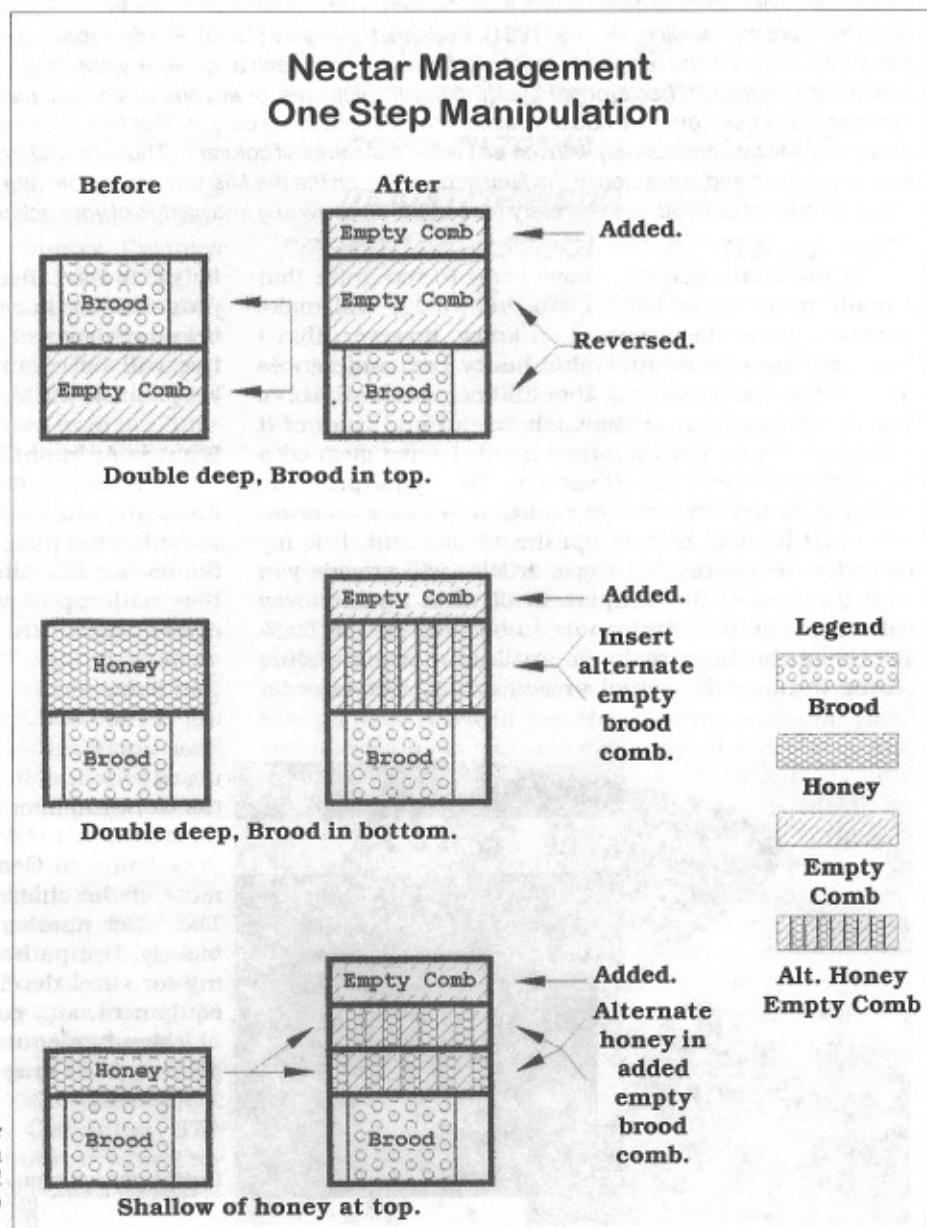 Nectar Management
One Step Manipulation
Before
After
Empty Comb
Added.
Brood
Empty Comb
Reversed.
Empty Comb
Brood
Double deep, Brood in top.
Empty Comb
Added.
Honey
Insert
alternate
empty
brood
comb.
Brood
Brood
Double deep, Brood in bottom.
Legend
Brood
Honey
Empty
Comb
Alt. Honey
Empty Comb
Empty Comb
Added.
Honey
Alternate
honey in
added
empty
brood
comb.
Brood
Brood
Shallow of honey at top.